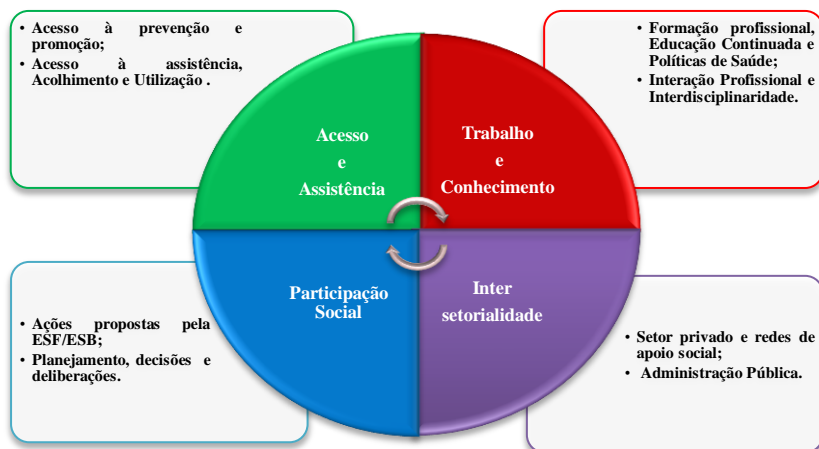 • Acesso à prevenção e
promoção;
• Acesso à assistência,
Acolhimento e Utilização .
• Formação profissional,
Educação Continuada e
Políticas de Saúde;
• Interação Profissional e
Interdisciplinaridade.
Acesso
e
Assistência
Trabalho
e
Conhecimento
Participação
Social
Inter
setorialidade
• Ações propostas pela
ESF/ESB;
• Planejamento, decisões e
deliberações.
• Setor privado e redes de
apoio social;
• Administração Pública.